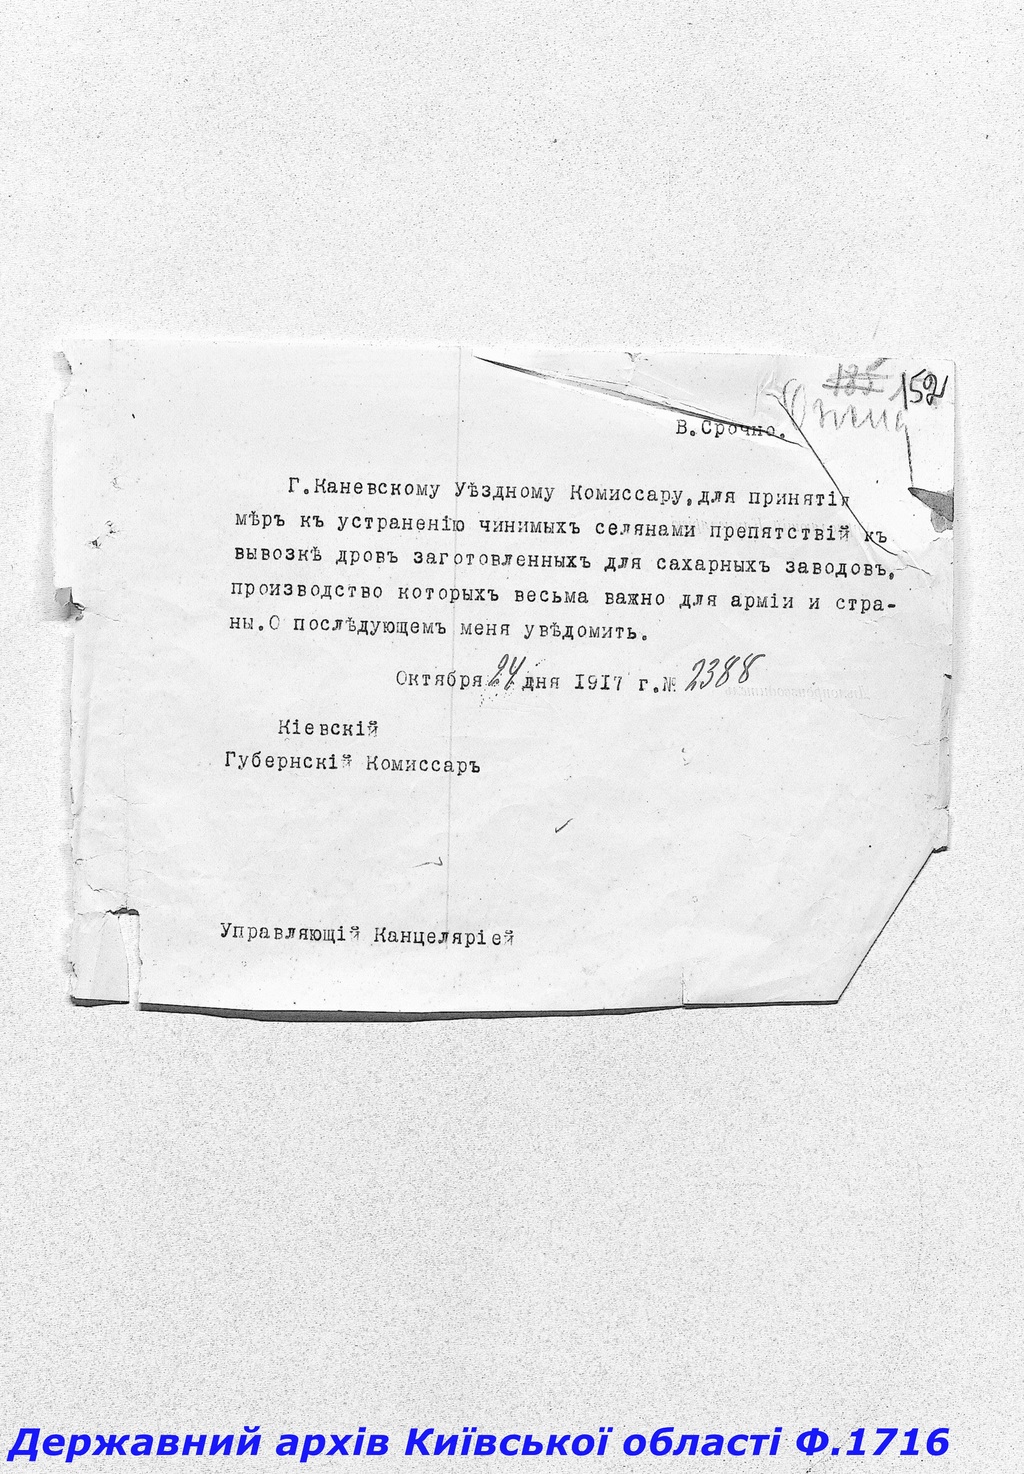 185 152
В.Срочно.
Г.Каневскому Уѣздному Комиссару, для принятія
мѣръ къ устраненію чинимыхъ селянами препятствій къ
вывозкѣ дровъ заготовленныхъ для сахарныхъ заводовъ,
производство которыхъ весьма важно для арміи и стра-
ны.О послѣдующемъ меня увѣдомить.
Октября 24 дня 1917 г.№ 2388
Кіевскій
Губернскій Комиссаръ
Управляющій Канцеляріей
Державний архів Київської області Ф.1716